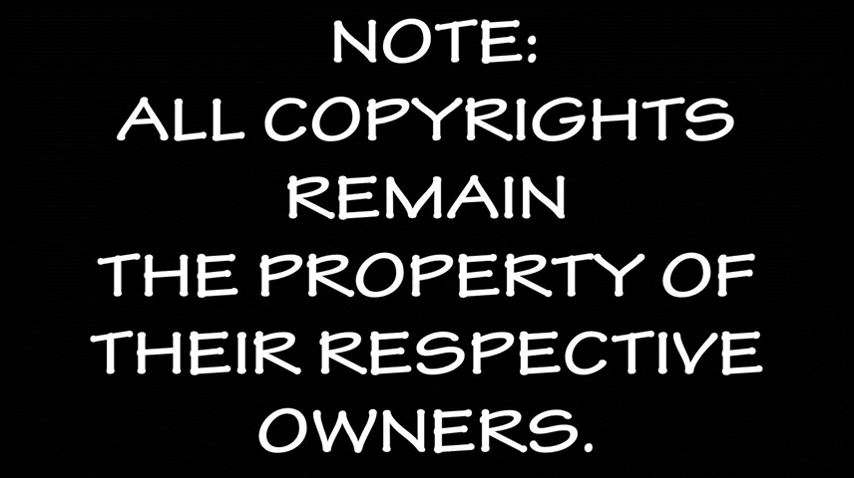 NOTE:
ALL COPYRIGHTS
REMAIN
THE PROPERTY OF
THEIR RESPECTIVE
OWNERS.